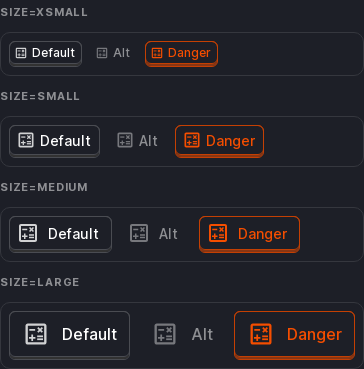 SIZE=XSMALL
Default Alt Danger
SIZE=SMALL
Default Alt Danger
SIZE=MEDIUM
Default Alt Danger
SIZE=LARGE
Default Alt Danger